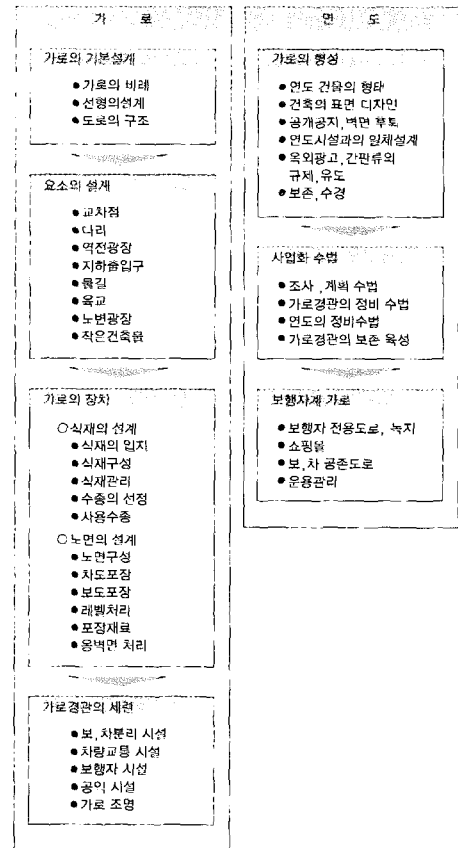 가 로
가로의 기본설계
● 가로의 비례
● 선형의설계
● 도로의 구조
요소의 설계
● 교차점
● 다리
● 역전광장
● 지하출입구
● 물길
● 육교
● 노변광장
● 작은건축물
가로의 장치
○ 식재의 설계
● 식재의 입지
● 식재구성
● 식재관리
● 수종의 선정
● 사용수종
○ 노면의 설계
● 노면구성
● 차도포장
● 보도포장
● 레벨처리
● 포장재료
● 옹벽면 처리
가로경관의 세련
● 보, 차분리 시설
● 차량교통 시설
● 보행자 시설
● 공익 시설
● 가로 조명
연 도
가로의 형성
● 연도 건물의 형태
● 건축의 표면 디자인
● 공개공지, 벽면 후퇴
● 연도시설과의 일체설계
● 옥외광고, 간판류의
규제, 유도
● 보존, 수경
사업화 수법
● 조사, 계획 수법
● 가로경관의 정비 수법
● 연도의 정비수법
● 가로경관의 보존 육성
보행자계 가로
● 보행자 전용도로, 녹지
● 쇼핑몰
● 보, 차 공존도로
● 운용관리